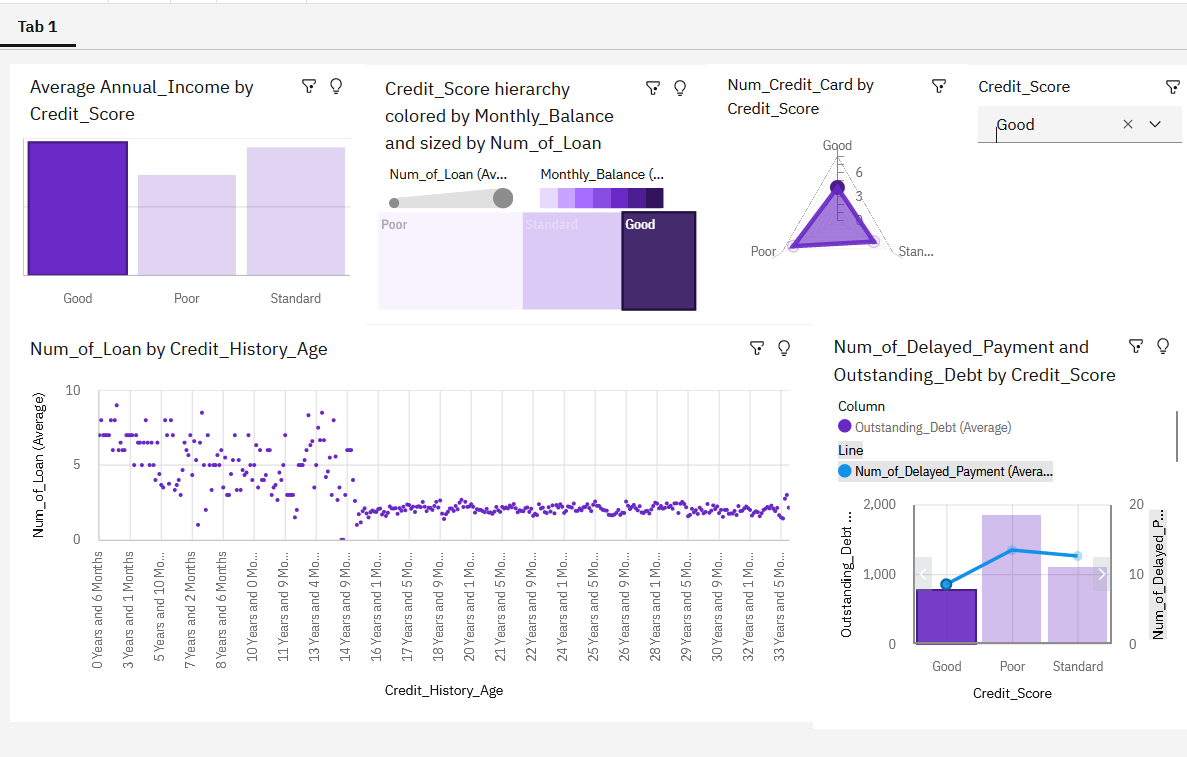 Tab 1
Average Annual_Income by
Credit_Score
Good
Poor
Standard
Credit_Score hierarchy
colored by Monthly_Balance
and sized by Num_of_Loan
Num_of_Loan (Av...
Monthly_Balance (...
Poor
Standard
Good
Num_Credit_Card by
Credit_Score
Good
6
3
0
Poor
Stan...
Credit_Score
Good
Num_of_Loan by Credit_History_Age
Num_of_Loan (Average)
10
5
0
0 Years and 6 Months
3 Years and 1 Months
5 Years and 10 Mo...
7 Years and 2 Months
8 Years and 6 Months
10 Years and 0 Mo...
11 Years and 4 Mo...
13 Years and 4 Mo...
14 Years and 9 Mo...
16 Years and 1 Mo...
17 Years and 5 Mo...
18 Years and 9 Mo...
20 Years and 1 Mo...
21 Years and 5 Mo...
22 Years and 9 Mo...
24 Years and 1 Mo...
25 Years and 5 Mo...
26 Years and 9 Mo...
28 Years and 1 Mo...
29 Years and 5 Mo...
30 Years and 9 Mo...
32 Years and 1 Mo...
33 Years and 5 Mo...
Credit_History_Age
Num_of_Delayed_Payment and
Outstanding_Debt by Credit_Score
Column
Outstanding_Debt (Average)
Line
Num_of_Delayed_Payment (Avera...
Outstanding_Debt ...
2,000
1,000
0
20
10
0
Num_of_Delayed_P...
Good
Poor
Standard
Credit_Score